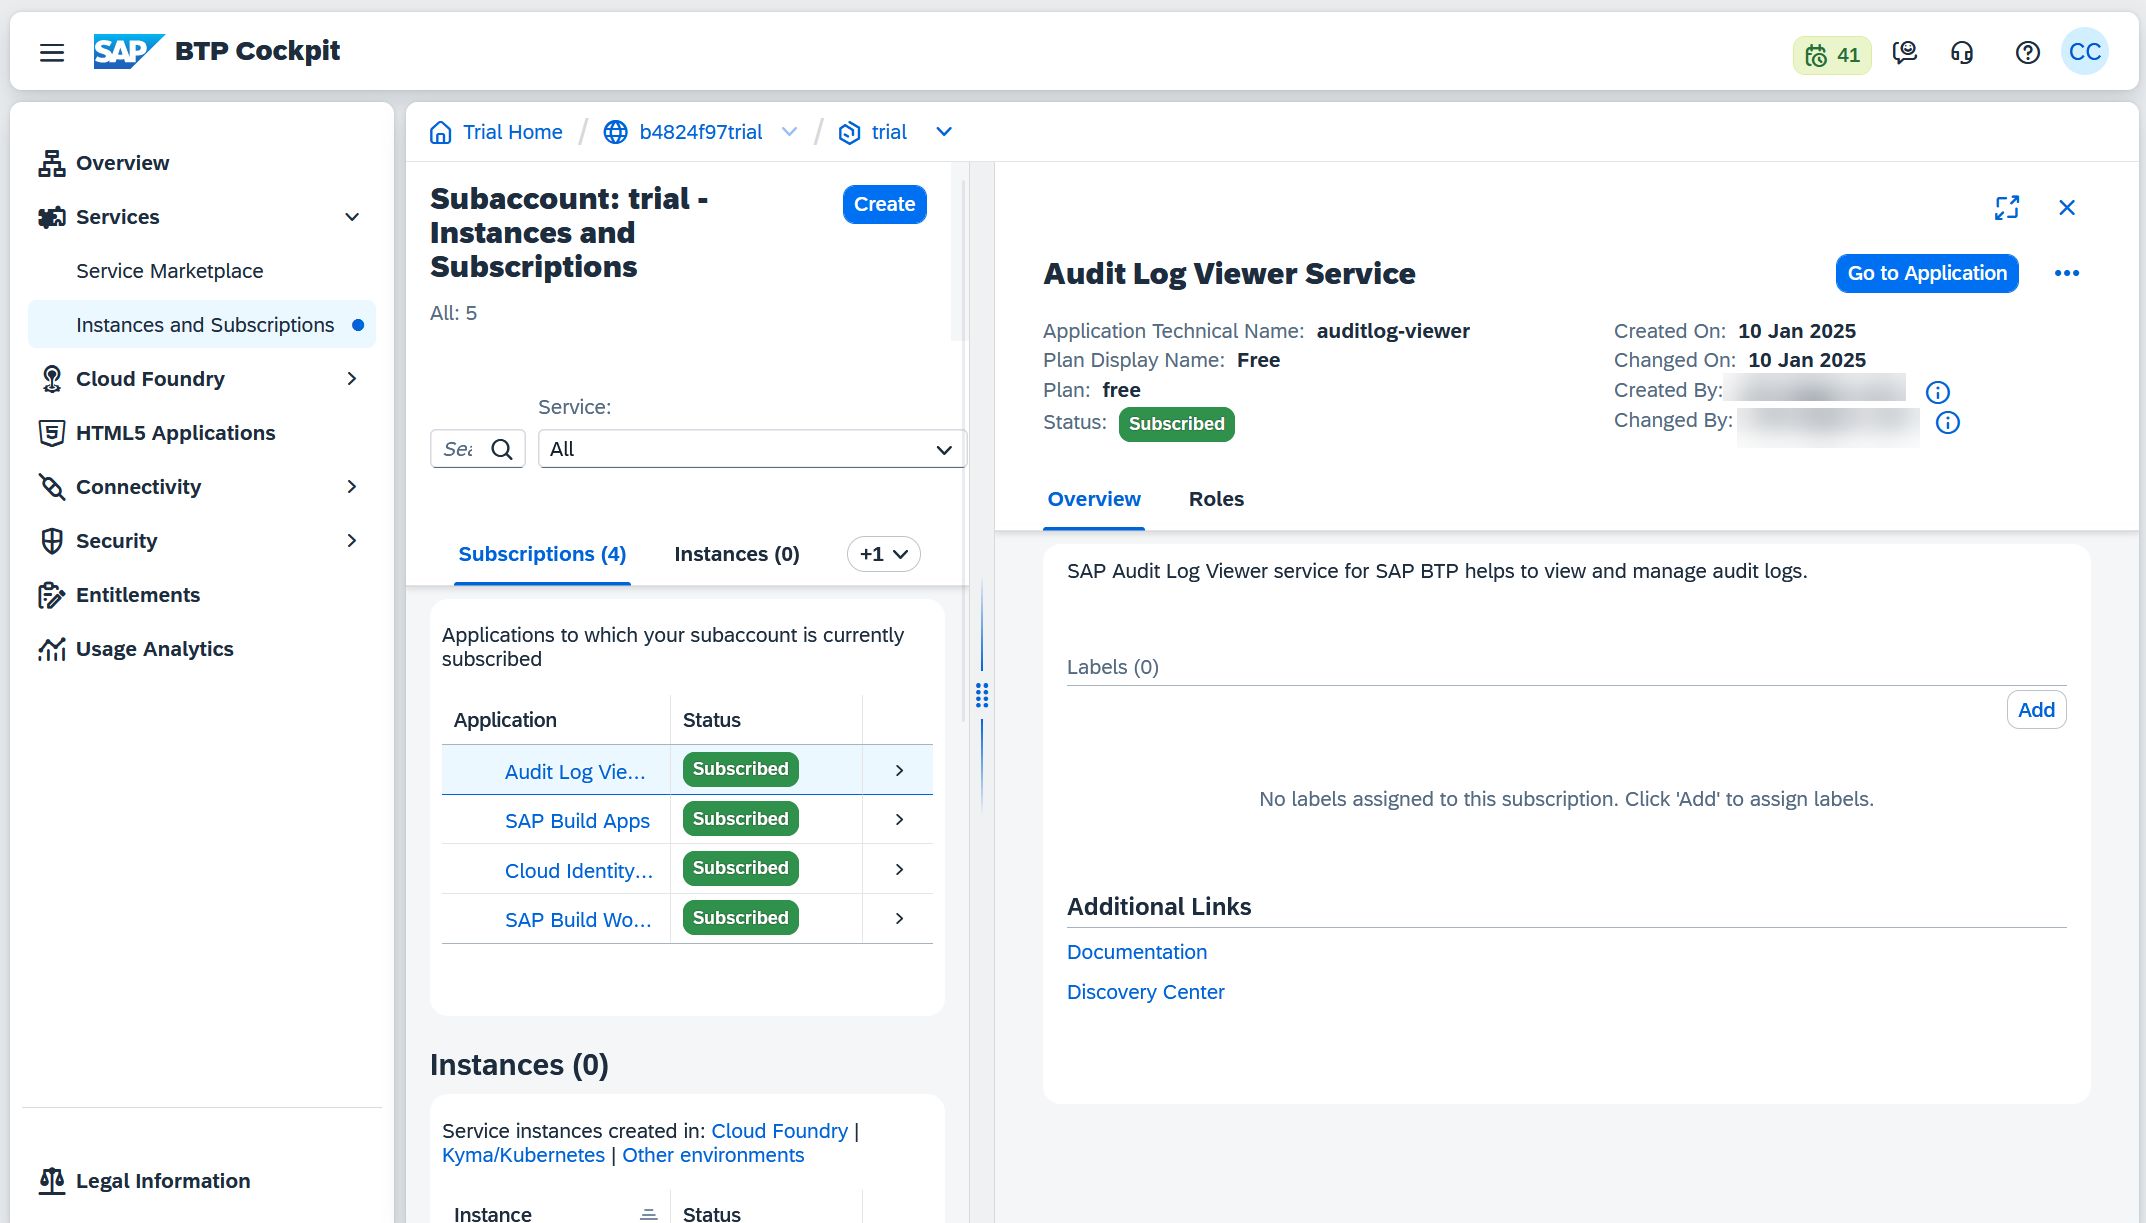 SAP BTP Cockpit
41
CC
Overview
Services
Service Marketplace
Instances and Subscriptions
Cloud Foundry
HTML5 Applications
Connectivity
Security
Entitlements
Usage Analytics
Legal Information
Trial Home / b4824f97trial / trial
Subaccount: trial -
Instances and
Subscriptions
Create
All: 5
Service:
All
Subscriptions (4)
Instances (0)
+1
Applications to which your subaccount is currently
subscribed
Application Status
Audit Log Vie... Subscribed
SAP Build Apps Subscribed
Cloud Identity... Subscribed
SAP Build Wo... Subscribed
Instances (0)
Service instances created in: Cloud Foundry |
Kyma/Kubernetes | Other environments
Instance Status
Audit Log Viewer Service
Go to Application
Application Technical Name: auditlog-viewer
Plan Display Name: Free
Plan: free
Status: Subscribed
Created On: 10 Jan 2025
Changed On: 10 Jan 2025
Created By:
Changed By:
Overview
Roles
SAP Audit Log Viewer service for SAP BTP helps to view and manage audit logs.
Labels (0)
Add
No labels assigned to this subscription. Click 'Add' to assign labels.
Additional Links
Documentation
Discovery Center